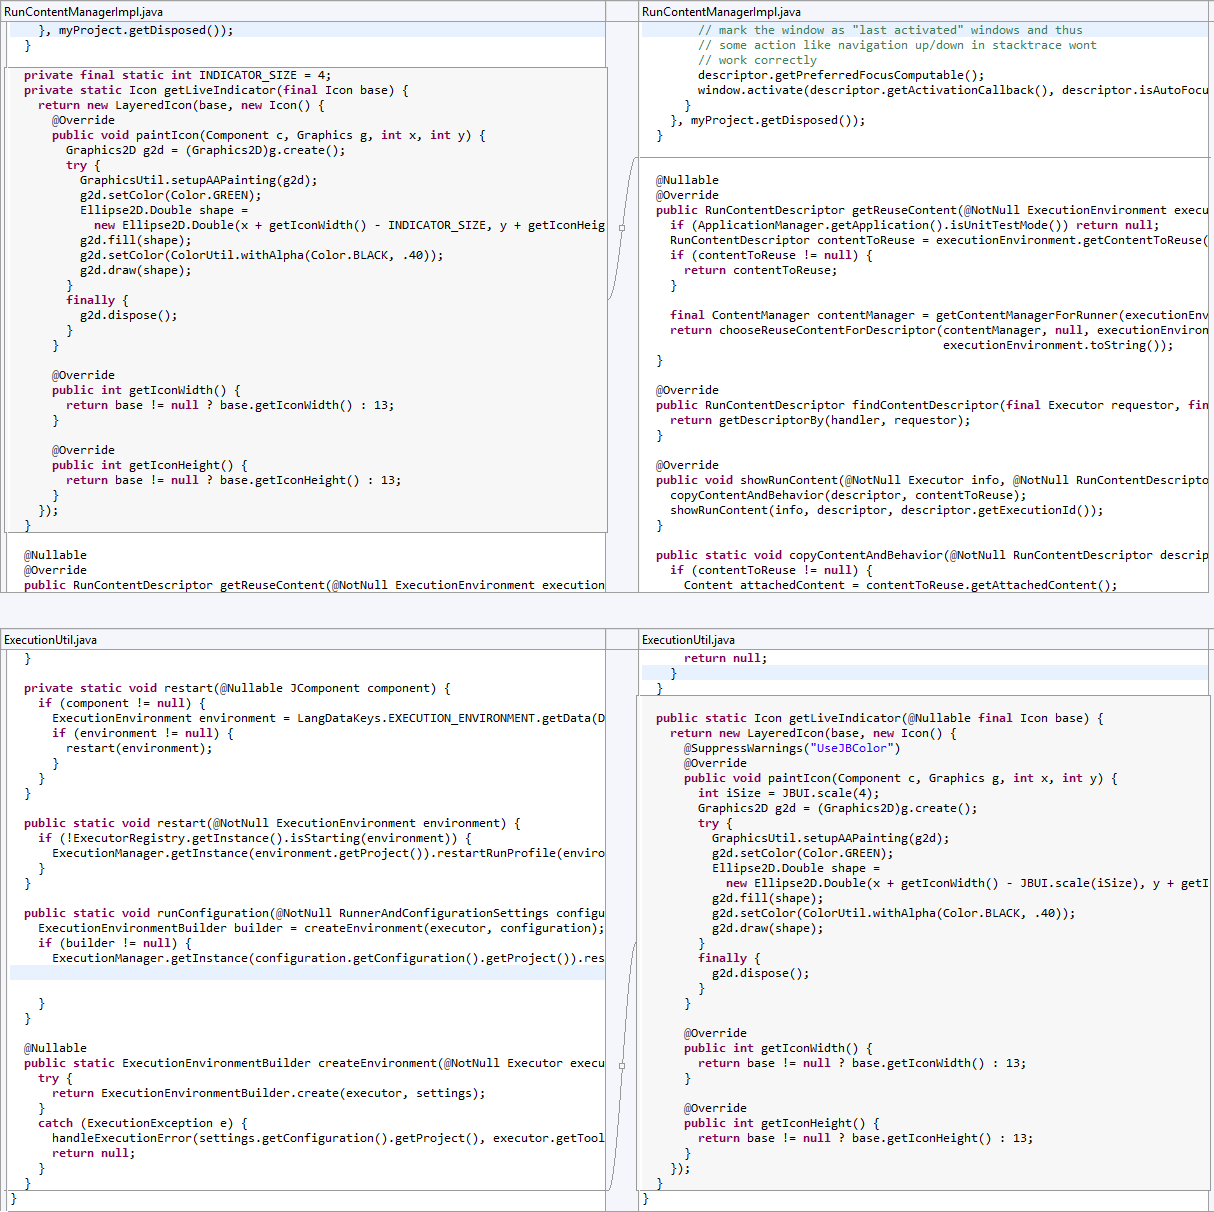 RunContentManagerImpl.java
    }, myProject.getDisposed());
  }

  private final static int INDICATOR_SIZE = 4;
  private static Icon getLiveIndicator(final Icon base) {
    return new LayeredIcon(base, new Icon() {
      @Override
      public void paintIcon(Component c, Graphics g, int x, int y) {
        Graphics2D g2d = (Graphics2D)g.create();
        try {
          GraphicsUtil.setupAAPainting(g2d);
          g2d.setColor(Color.GREEN);
          Ellipse2D.Double shape =
            new Ellipse2D.Double(x + getIconWidth() - INDICATOR_SIZE, y + getIconHeig
          g2d.fill(shape);
          g2d.setColor(ColorUtil.withAlpha(Color.BLACK, .40));
          g2d.draw(shape);
        }
        finally {
          g2d.dispose();
        }
      }

      @Override
      public int getIconWidth() {
        return base != null ? base.getIconWidth() : 13;
      }

      @Override
      public int getIconHeight() {
        return base != null ? base.getIconHeight() : 13;
      }
    });
  }

  @Nullable
  @Override
  public RunContentDescriptor getReuseContent(@NotNull ExecutionEnvironment execution
RunContentManagerImpl.java
        // mark the window as "last activated" windows and thus
        // some action like navigation up/down in stacktrace wont
        // work correctly
        descriptor.getPreferredFocusComputable();
        window.activate(descriptor.getActivationCallback(), descriptor.isAutoFocu
      }
    }, myProject.getDisposed());
  }

  @Nullable
  @Override
  public RunContentDescriptor getReuseContent(@NotNull ExecutionEnvironment execu
    if (ApplicationManager.getApplication().isUnitTestMode()) return null;
    RunContentDescriptor contentToReuse = executionEnvironment.getContentToReuse(
    if (contentToReuse != null) {
      return contentToReuse;
    }

    final ContentManager contentManager = getContentManagerForRunner(executionEnv
    return chooseReuseContentForDescriptor(contentManager, null, executionEnviron
                                           executionEnvironment.toString());
  }

  @Override
  public RunContentDescriptor findContentDescriptor(final Executor requestor, fin
    return getDescriptorBy(handler, requestor);
  }

  @Override
  public void showRunContent(@NotNull Executor info, @NotNull RunContentDescripto
    copyContentAndBehavior(descriptor, contentToReuse);
    showRunContent(info, descriptor, descriptor.getExecutionId());
  }

  public static void copyContentAndBehavior(@NotNull RunContentDescriptor descrip
    if (contentToReuse != null) {
      Content attachedContent = contentToReuse.getAttachedContent();
ExecutionUtil.java
  }

  private static void restart(@Nullable JComponent component) {
    if (component != null) {
      ExecutionEnvironment environment = LangDataKeys.EXECUTION_ENVIRONMENT.getData(D
      if (environment != null) {
        restart(environment);
      }
    }
  }

  public static void restart(@NotNull ExecutionEnvironment environment) {
    if (!ExecutorRegistry.getInstance().isStarting(environment)) {
      ExecutionManager.getInstance(environment.getProject()).restartRunProfile(enviro
    }
  }

  public static void runConfiguration(@NotNull RunnerAndConfigurationSettings configu
    ExecutionEnvironmentBuilder builder = createEnvironment(executor, configuration);
    if (builder != null) {
      ExecutionManager.getInstance(configuration.getConfiguration().getProject()).res

    }
  }

  @Nullable
  public static ExecutionEnvironmentBuilder createEnvironment(@NotNull Executor execu
    try {
      return ExecutionEnvironmentBuilder.create(executor, settings);
    }
    catch (ExecutionException e) {
      handleExecutionError(settings.getConfiguration().getProject(), executor.getTool
      return null;
    }
  }
}
ExecutionUtil.java
      return null;
    }
  }

  public static Icon getLiveIndicator(@Nullable final Icon base) {
    return new LayeredIcon(base, new Icon() {
      @SuppressWarnings("UseJBColor")
      @Override
      public void paintIcon(Component c, Graphics g, int x, int y) {
        int iSize = JBUI.scale(4);
        Graphics2D g2d = (Graphics2D)g.create();
        try {
          GraphicsUtil.setupAAPainting(g2d);
          g2d.setColor(Color.GREEN);
          Ellipse2D.Double shape =
            new Ellipse2D.Double(x + getIconWidth() - JBUI.scale(iSize), y + getI
          g2d.fill(shape);
          g2d.setColor(ColorUtil.withAlpha(Color.BLACK, .40));
          g2d.draw(shape);
        }
        finally {
          g2d.dispose();
        }
      }

      @Override
      public int getIconWidth() {
        return base != null ? base.getIconWidth() : 13;
      }

      @Override
      public int getIconHeight() {
        return base != null ? base.getIconHeight() : 13;
      }
    });
  }
}